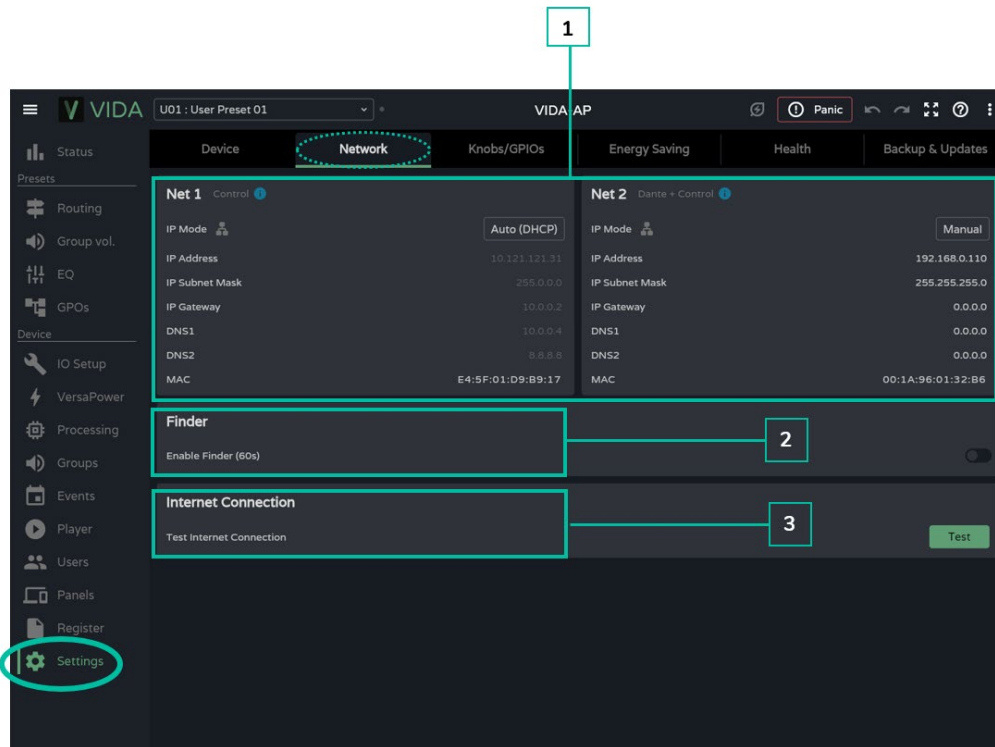 1
VIDA
U01 : User Preset 01
VIDA-AP
Panic
Status
Presets
Routing
Group vol.
EQ
GPOs
Device
IO Setup
VersaPower
Processing
Groups
Events
Player
Users
Panels
Register
Settings
Device
Network
Knobs/GPIOs
Energy Saving
Health
Backup & Updates
Net 1 Control
IP Mode Auto (DHCP)
IP Address 10.121.121.31
IP Subnet Mask 255.0.0.0
IP Gateway 10.0.0.2
DNS1 10.0.0.4
DNS2 8.8.8.8
MAC E4:5F:01:D9:B9:17
Net 2 Dante + Control
IP Mode Manual
IP Address 192.168.0.110
IP Subnet Mask 255.255.255.0
IP Gateway 0.0.0.0
DNS1 0.0.0.0
DNS2 0.0.0.0
MAC 00:1A:96:01:32:B6
Finder
Enable Finder (60s)
2
Internet Connection
Test Internet Connection
3
Test